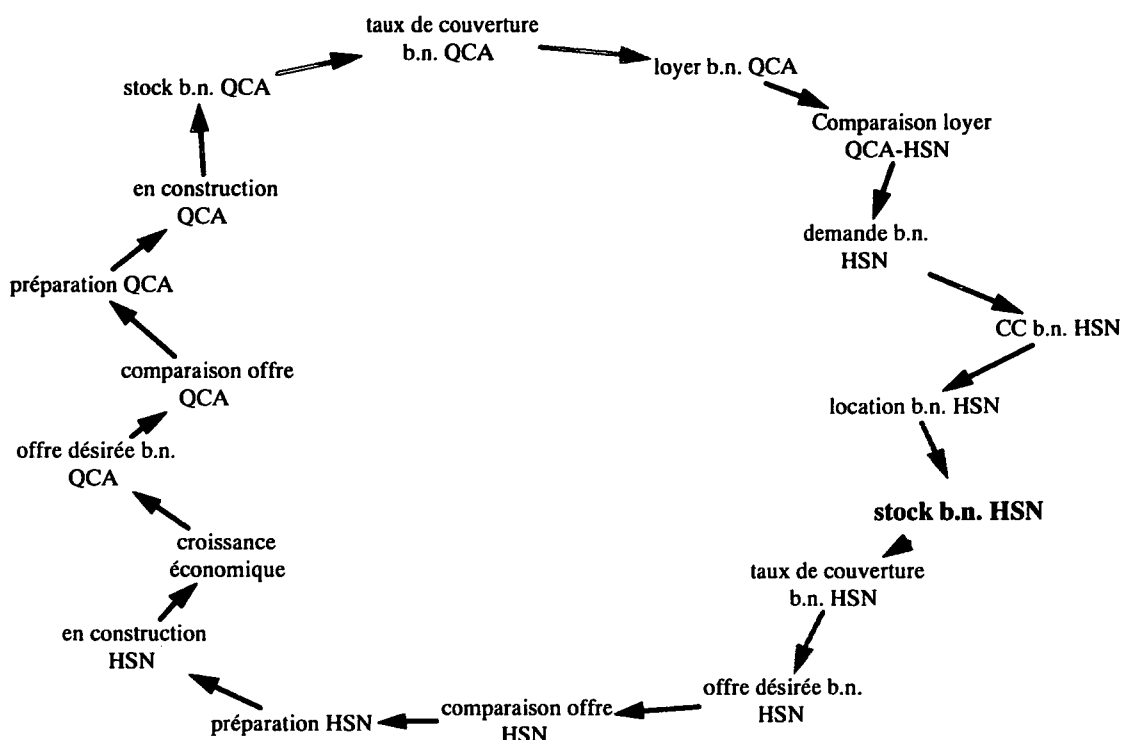 taux de couverture
b.n. QCA
loyer b.n. QCA
stock b.n. QCA
Comparaison loyer
QCA-HSN
en construction
QCA
demande b.n.
HSN
préparation QCA
CC b.n. HSN
comparaison offre
QCA
location b.n. HSN
offre désirée b.n.
QCA
stock b.n. HSN
croissance
économique
taux de couverture
b.n. HSN
en construction
HSN
offre désirée b.n.
HSN
comparaison offre
HSN
préparation HSN